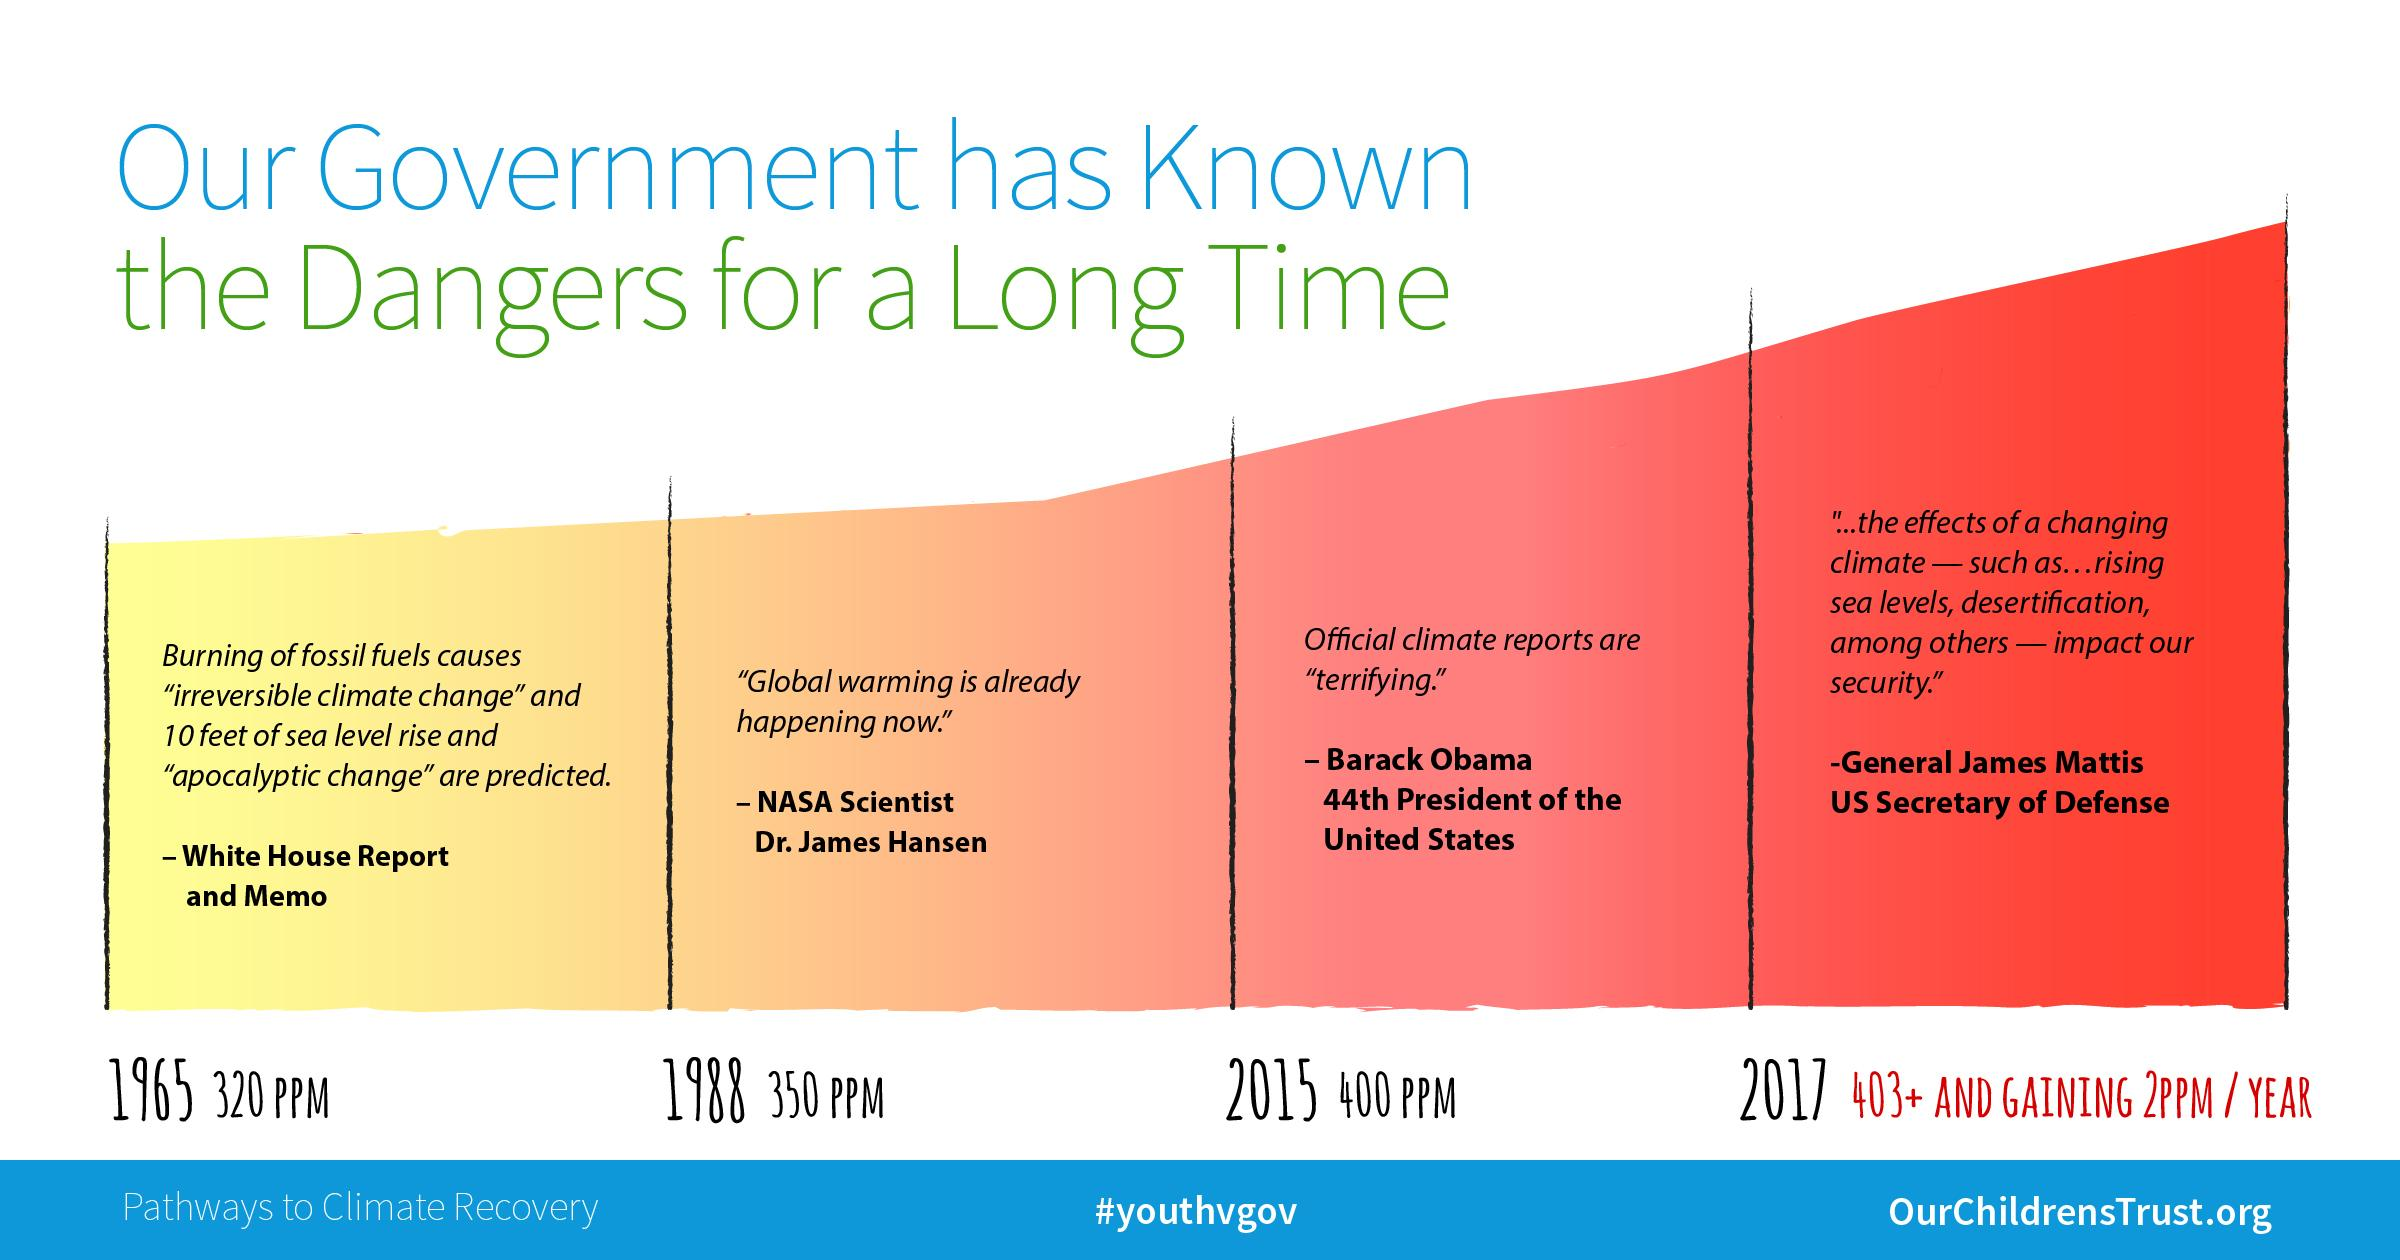 Our Government has Known
the Dangers for a Long Time
Burning of fossil fuels causes
“irreversible climate change” and
10 feet of sea level rise and
“apocalyptic change” are predicted.
– White House Report
and Memo
“Global warming is already
happening now.”
– NASA Scientist
Dr. James Hansen
Official climate reports are
“terrifying.”
– Barack Obama
44th President of the
United States
"...the effects of a changing
climate — such as…rising
sea levels, desertification,
among others — impact our
security.”
-General James Mattis
US Secretary of Defense
1965 320 PPM
1988 350 PPM
2015 400 PPM
2017 403+ AND GAINING 2PPM / YEAR
Pathways to Climate Recovery
#youthvgov
OurChildrensTrust.org